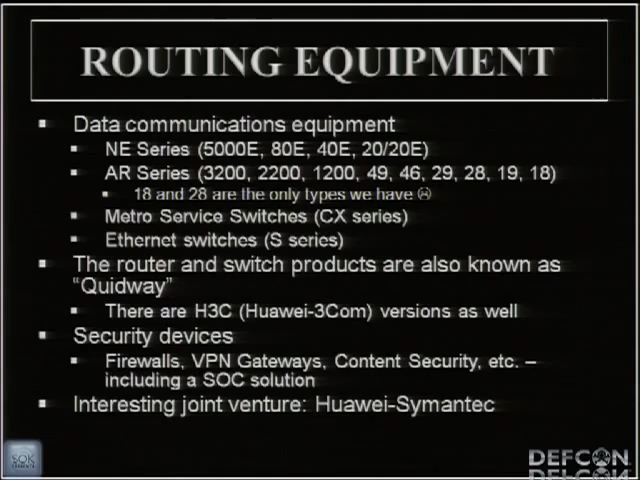 ROUTING EQUIPMENT
▪ Data communications equipment
▪ NE Series (5000E, 80E, 40E, 20/20E)
▪ AR Series (3200, 2200, 1200, 49, 46, 29, 28, 19, 18)
▪ 18 and 28 are the only types we have ☹
▪ Metro Service Switches (CX series)
▪ Ethernet switches (S series)
▪ The router and switch products are also known as
“Quidway”
▪ There are H3C (Huawei-3Com) versions as well
▪ Security devices
▪ Firewalls, VPN Gateways, Content Security, etc. –
including a SOC solution
▪ Interesting joint venture: Huawei-Symantec
SOK
DEFCON